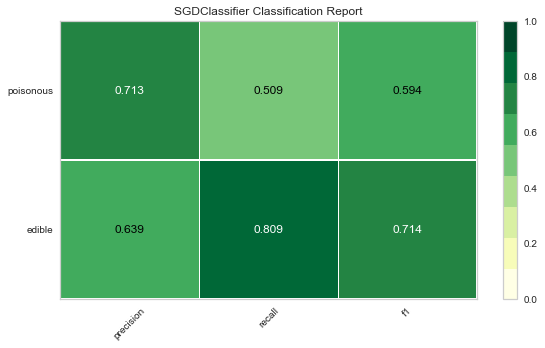 SGDClassifier Classification Report
poisonous 0.713 0.509 0.594
edible 0.639 0.809 0.714
precision recall f1
1.0
0.8
0.6
0.4
0.2
0.0